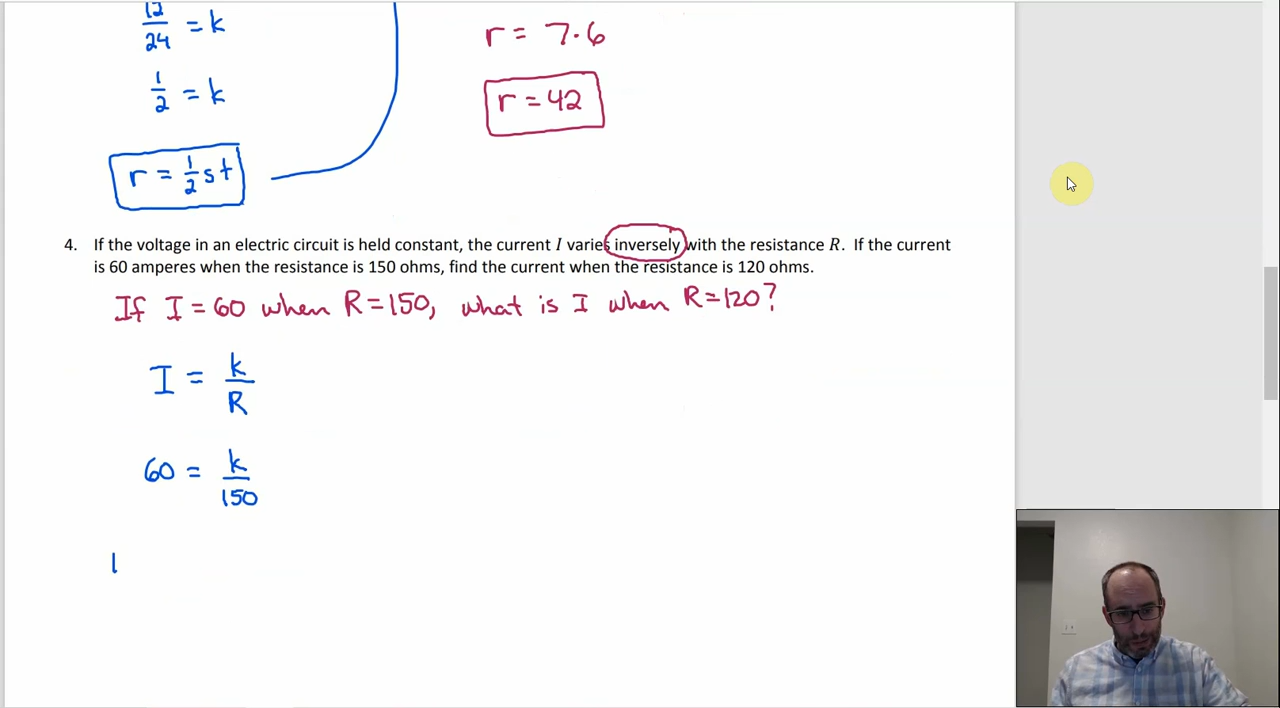 12/24 = k
1/2 = k
r = 1/2 st
r = 7·6
r = 42
4. If the voltage in an electric circuit is held constant, the current I varies inversely with the resistance R. If the current
is 60 amperes when the resistance is 150 ohms, find the current when the resistance is 120 ohms.
If I = 60 when R = 150, what is I when R = 120?
I = k/R
60 = k/150